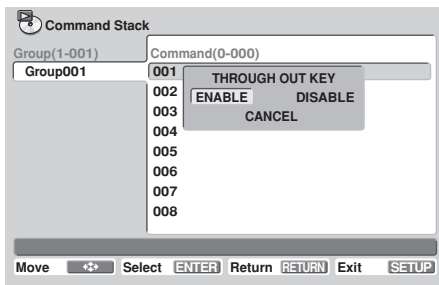 Command Stack
Group(1-001) Command(0-000)
Group001
001
THROUGH OUT KEY
ENABLE DISABLE
CANCEL
002
003
004
005
006
007
008
Move Select ENTER Return RETURN Exit SETUP